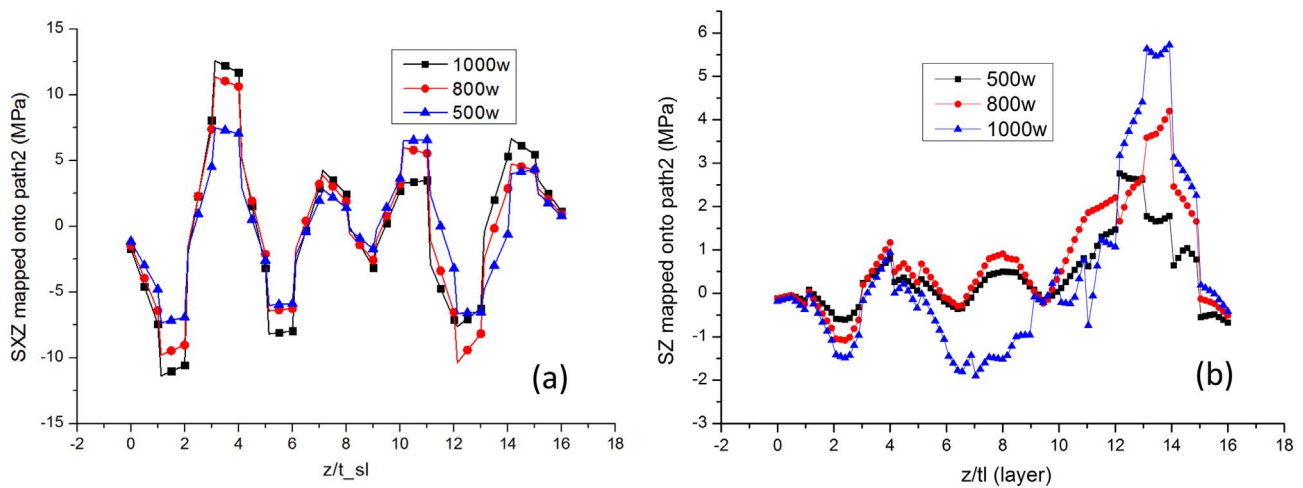 SXZ mapped onto path2 (MPa)
15
10
5
0
-5
-10
-15
1000w
800w
500w
(a)
-2 0 2 4 6 8 10 12 14 16 18
z/t_sl
SZ mapped onto path2 (MPa)
6
5
4
3
2
1
0
-1
-2
-3
500w
800w
1000w
(b)
-2 0 2 4 6 8 10 12 14 16 18
z/tl (layer)